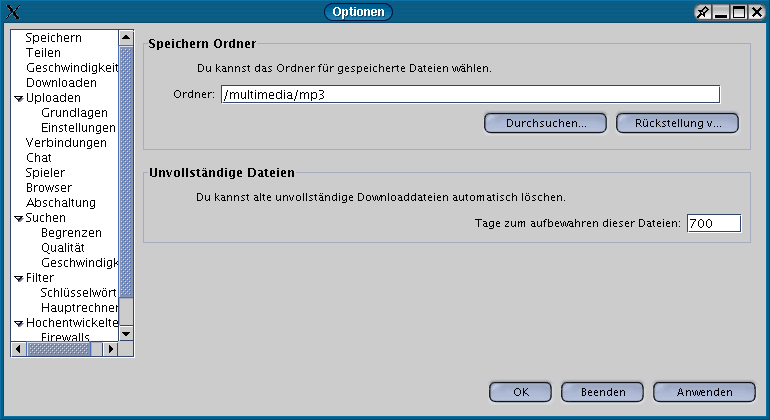 Optionen
Speichern
Teilen
Geschwindigkeit
Downloaden
Uploaden
Grundlagen
Einstellungen
Verbindungen
Chat
Spieler
Browser
Abschaltung
Suchen
Begrenzen
Qualität
Geschwindigk
Filter
Schlüsselwört
Hauptrechner
Hochentwickelte
Firewalls
Speichern Ordner
Du kannst das Ordner für gespeicherte Dateien wählen.
Ordner: /multimedia/mp3
Durchsuchen... Rückstellung v...
Unvollständige Dateien
Du kannst alte unvollständige Downloaddateien automatisch löschen.
Tage zum aufbewahren dieser Dateien: 700
OK Beenden Anwenden